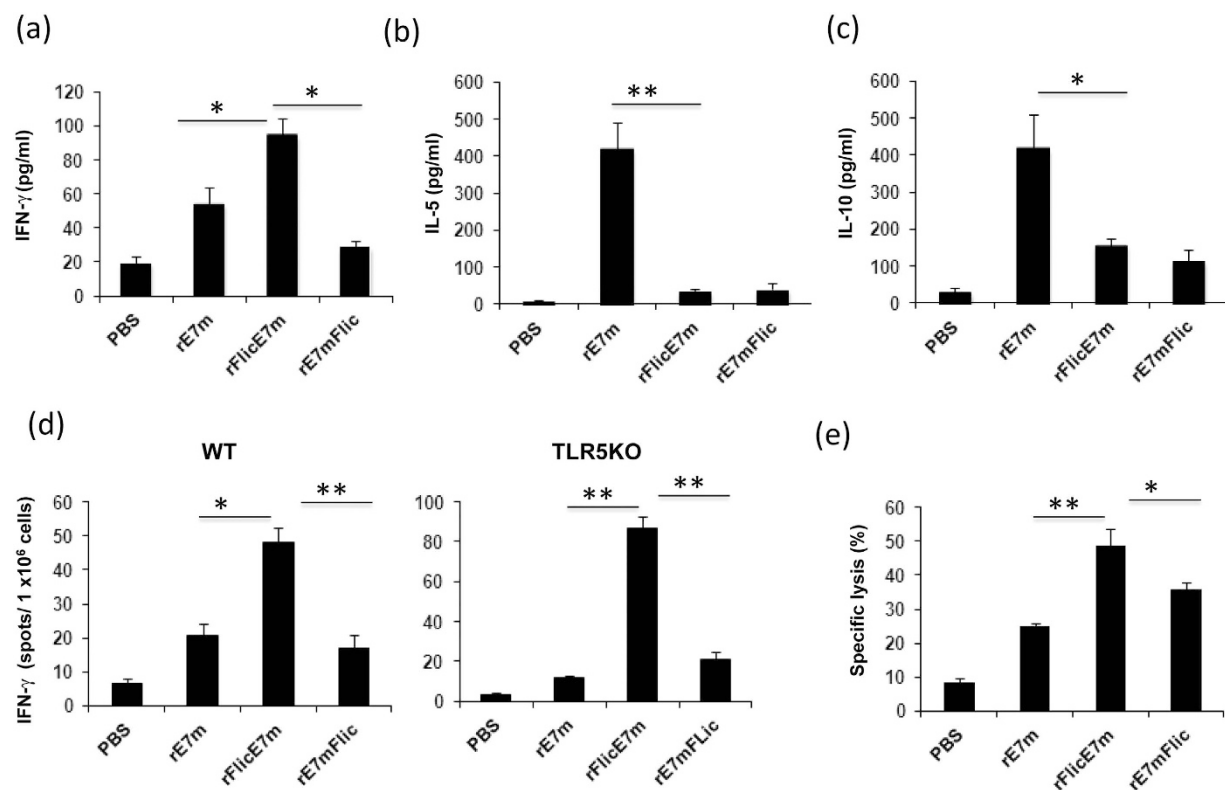 (a)
IFN-γ (pg/ml)
120
100
80
60
40
20
0
* *
PBS rE7m rFlicE7m rE7mFlic
(b)
IL-5 (pg/ml)
600
500
400
300
200
100
0
**
PBS rE7m rFlicE7m rE7mFlic
(c)
IL-10 (pg/ml)
600
500
400
300
200
100
0
*
PBS rE7m rFlicE7m rE7mFlic
(d)
WT
IFN-γ (spots/ 1 x10⁶ cells)
60
50
40
30
20
10
0
* **
PBS rE7m rFlicE7m rE7mFlic
TLR5KO
100
80
60
40
20
0
** **
PBS rE7m rFlicE7m rE7mFLic
(e)
Specific lysis (%)
60
50
40
30
20
10
0
** *
PBS rE7m rFlicE7m rE7mFlic